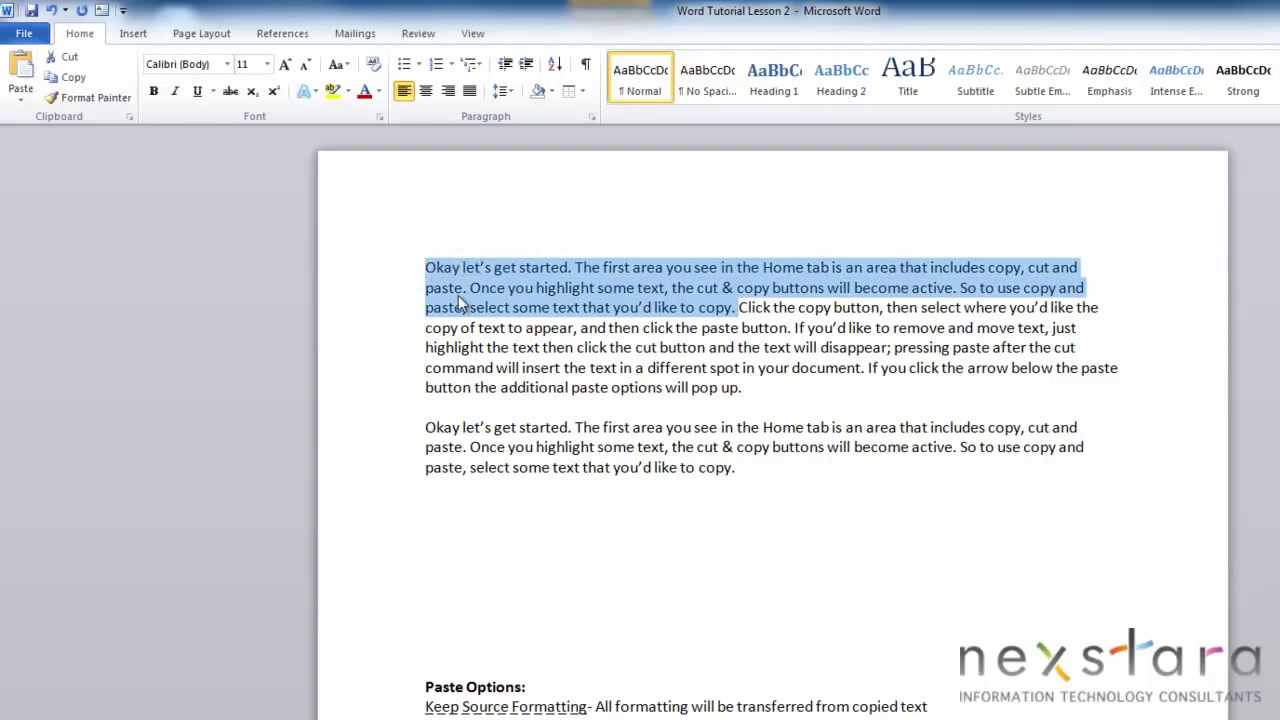 Word Tutorial Lesson 2 - Microsoft Word
File Home Insert Page Layout References Mailings Review View
Cut
Copy
Format Painter
Paste
Clipboard
Calibri (Body) 11
Font
Paragraph
AaBbCcDc AaBbCcDc AaBbC AaBbCc AaB AaBbCc. AaBbCcDc AaBbCcDc AaBbCcDc AaBbCcDc
¶ Normal ¶ No Spaci... Heading 1 Heading 2 Title Subtitle Subtle Em... Emphasis Intense E... Strong
Styles
Okay let’s get started. The first area you see in the Home tab is an area that includes copy, cut and
paste. Once you highlight some text, the cut & copy buttons will become active. So to use copy and
paste, select some text that you’d like to copy. Click the copy button, then select where you’d like the
copy of text to appear, and then click the paste button. If you’d like to remove and move text, just
highlight the text then click the cut button and the text will disappear; pressing paste after the cut
command will insert the text in a different spot in your document. If you click the arrow below the paste
button the additional paste options will pop up.
Okay let’s get started. The first area you see in the Home tab is an area that includes copy, cut and
paste. Once you highlight some text, the cut & copy buttons will become active. So to use copy and
paste, select some text that you’d like to copy.
Paste Options:
Keep Source Formatting- All formatting will be transferred from copied text
nexstara
INFORMATION TECHNOLOGY CONSULTANTS